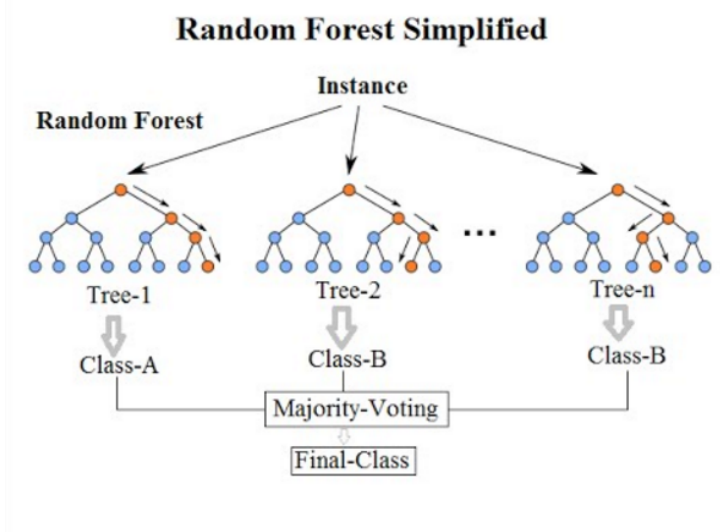 Random Forest Simplified
Instance
Random Forest
...
Tree-1
Tree-2
Tree-n
Class-A
Class-B
Class-B
Majority-Voting
Final-Class